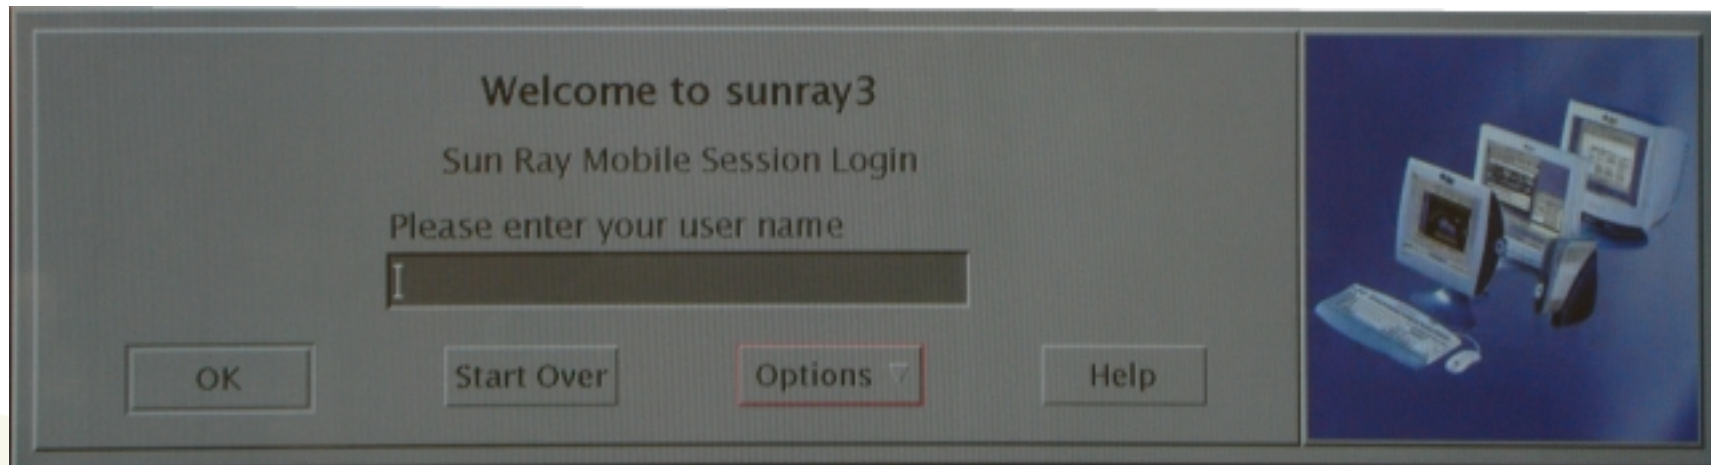 Welcome to sunray3
Sun Ray Mobile Session Login
Please enter your user name
OK
Start Over
Options
Help